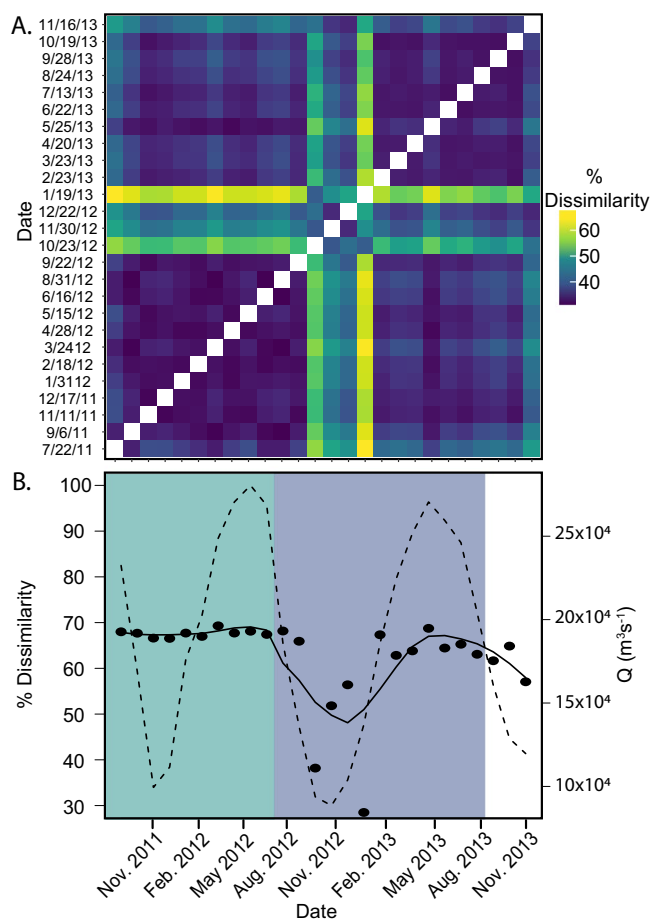 A.
11/16/13
10/19/13
9/28/13
8/24/13
7/13/13
6/22/13
5/25/13
4/20/13
3/23/13
2/23/13
1/19/13
12/22/12
11/30/12
10/23/12
9/22/12
8/31/12
6/16/12
5/15/12
4/28/12
3/2412
2/18/12
1/3112
12/17/11
11/11/11
9/6/11
7/22/11
Date
%
Dissimilarity
60
50
40
B.
100
90
80
70
60
50
40
30
% Dissimilarity
25x10⁴
20x10⁴
15x10⁴
10x10⁴
Q (m³s⁻¹)
Nov. 2011
Feb. 2012
May 2012
Aug. 2012
Nov. 2012
Feb. 2013
May 2013
Aug. 2013
Nov. 2013
Date